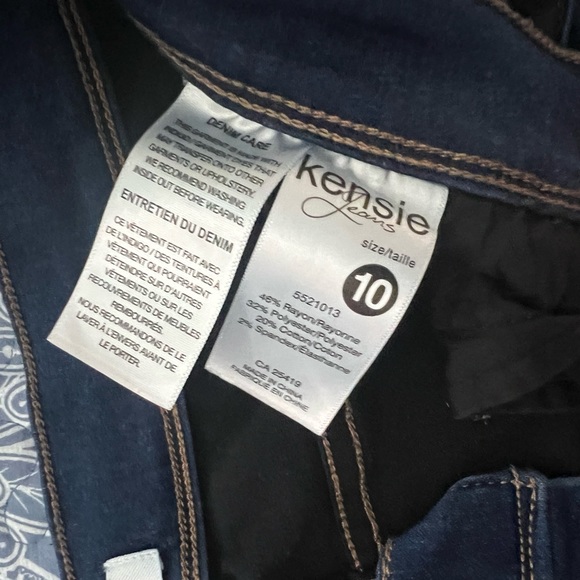 DENIM CARE
THIS GARMENT IS MADE WITH
INDIGO/GARMENT DYES THAT
MAY TRANSFER ONTO OTHER
GARMENTS OR UPHOLSTERY.
WE RECOMMEND WASHING
INSIDE OUT BEFORE WEARING.
ENTRETIEN DU DENIM
CE VÊTEMENT EST FAIT AVEC
DE L'INDIGO / DES TEINTURES À
VÊTEMENT QUI POURRAIENT
DÉTEINDRE SUR D'AUTRES
VÊTEMENTS OU SUR LES
RECOUVREMENTS DE MEUBLES
REMBOURRÉS.
NOUS RECOMMANDONS DE LE
LAVER À L'ENVERS AVANT DE
LE PORTER.
kensie
Jeans
size/taille
10
5521013
46% Rayon/Rayonne
32% Polyester/Polyester
20% Cotton/Coton
2% Spandex/Élasthanne
CA 25419
MADE IN CHINA
FABRIQUÉ EN CHINE